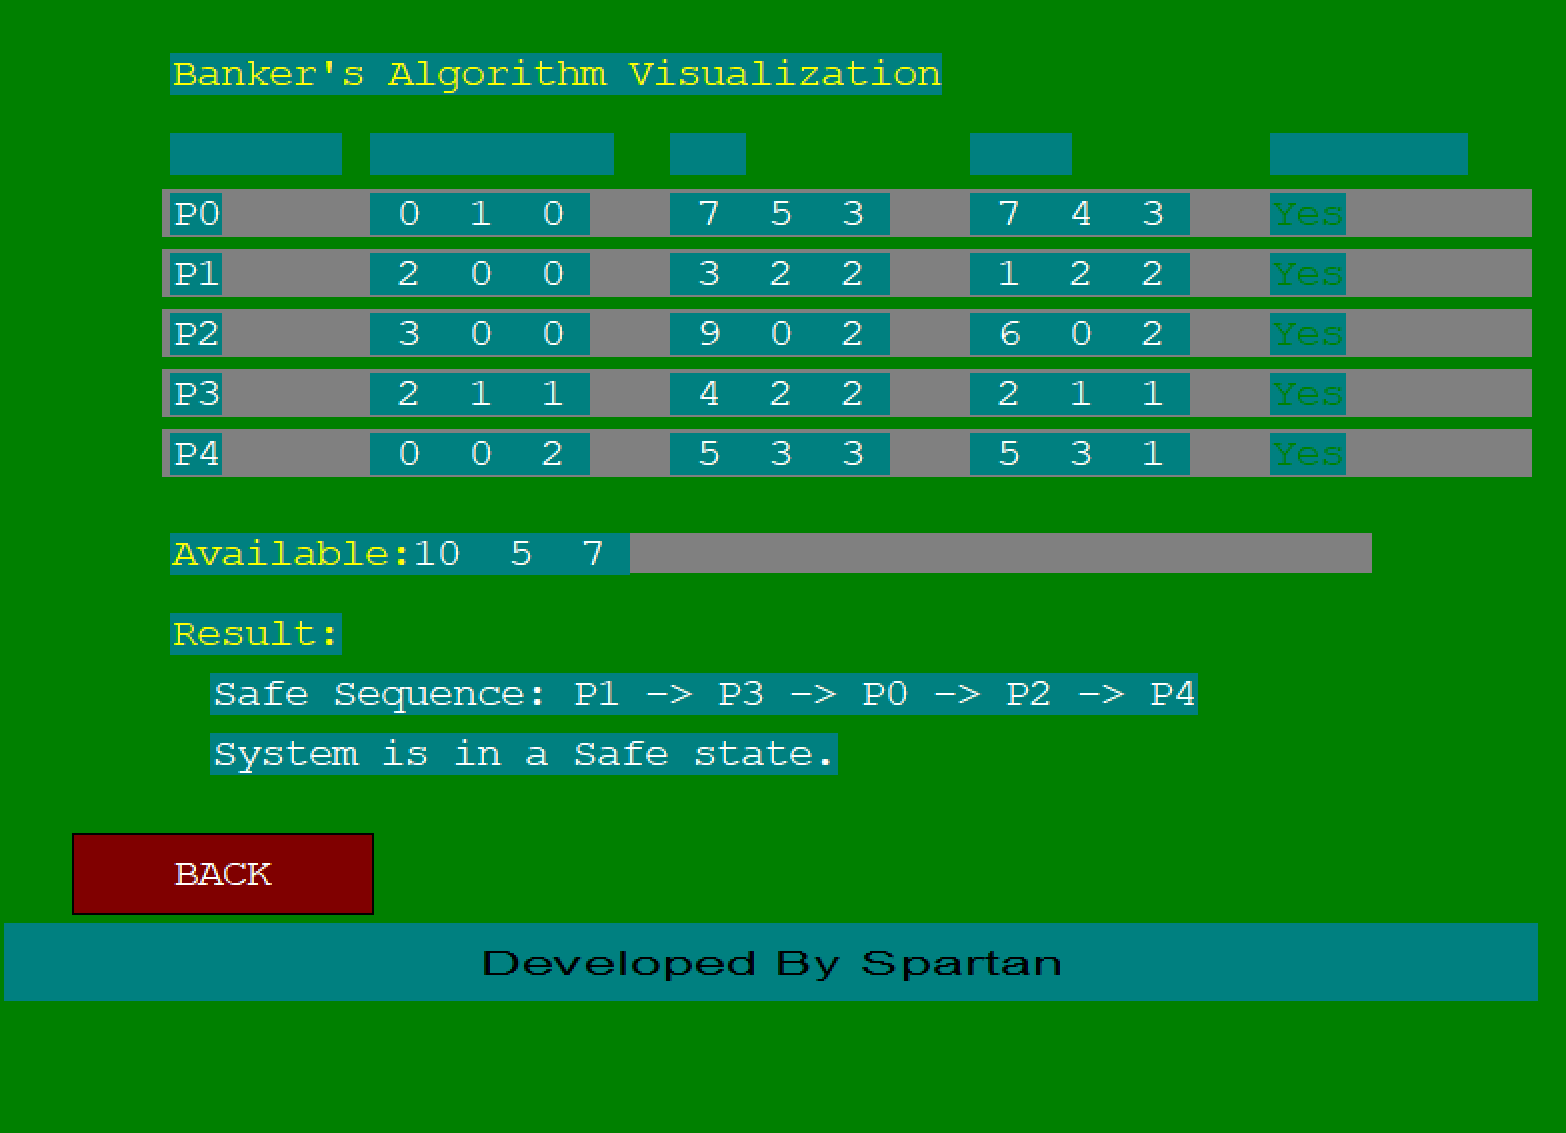 Banker's Algorithm Visualization
P0 0 1 0 7 5 3 7 4 3 Yes
P1 2 0 0 3 2 2 1 2 2 Yes
P2 3 0 0 9 0 2 6 0 2 Yes
P3 2 1 1 4 2 2 2 1 1 Yes
P4 0 0 2 5 3 3 5 3 1 Yes
Available:10 5 7
Result:
Safe Sequence: P1 -> P3 -> P0 -> P2 -> P4
System is in a Safe state.
BACK
Developed By Spartan